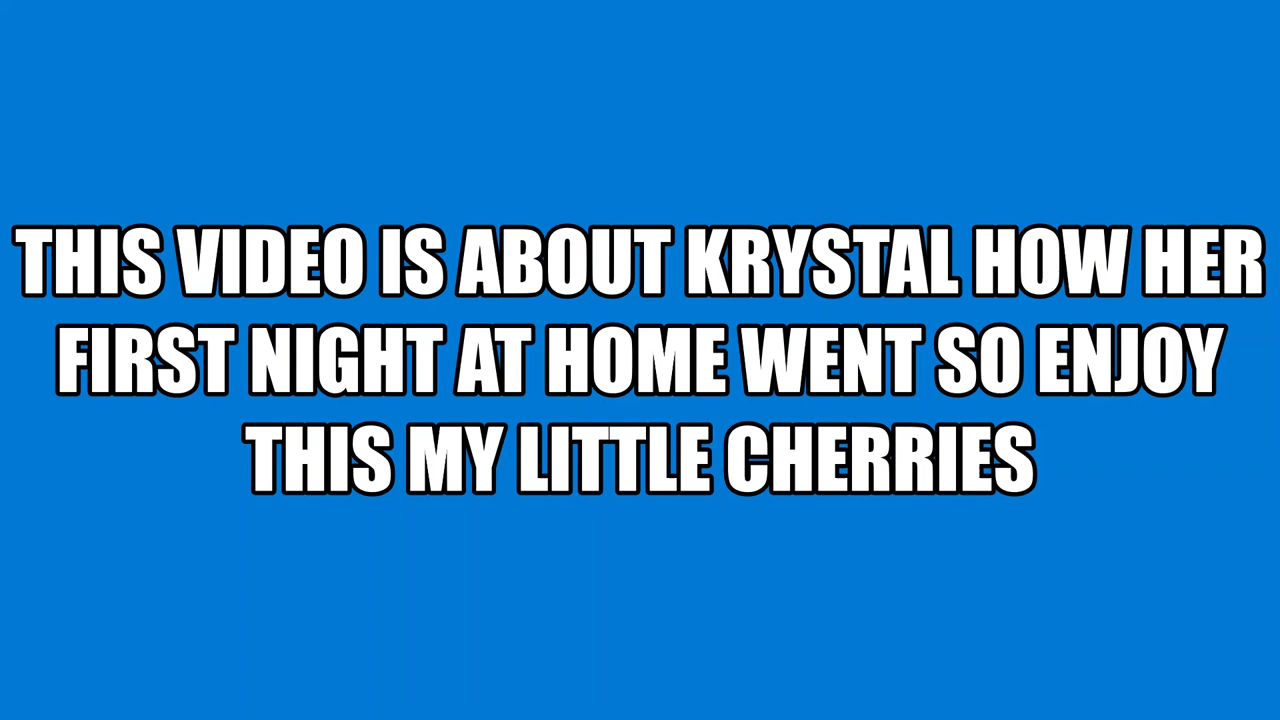 THIS VIDEO IS ABOUT KRYSTAL HOW HER
FIRST NIGHT AT HOME WENT SO ENJOY
THIS MY LITTLE CHERRIES